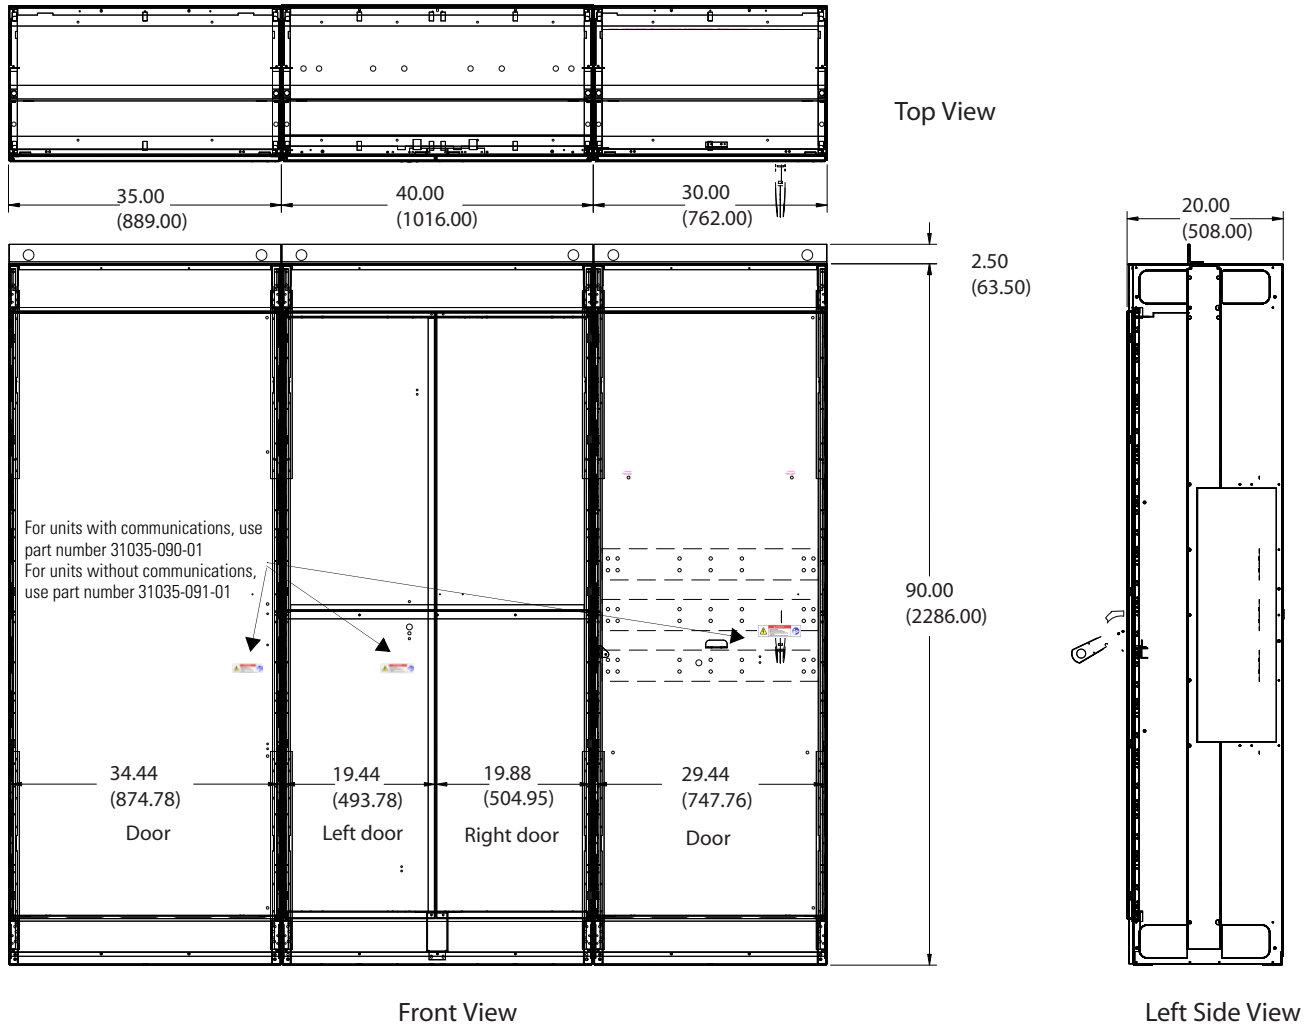 Top View
35.00
(889.00)
40.00
(1016.00)
30.00
(762.00)
20.00
(508.00)
2.50
(63.50)
For units with communications, use
part number 31035-090-01
For units without communications,
use part number 31035-091-01
90.00
(2286.00)
34.44
(874.78)
Door
19.44
(493.78)
Left door
19.88
(504.95)
Right door
29.44
(747.76)
Door
Front View
Left Side View